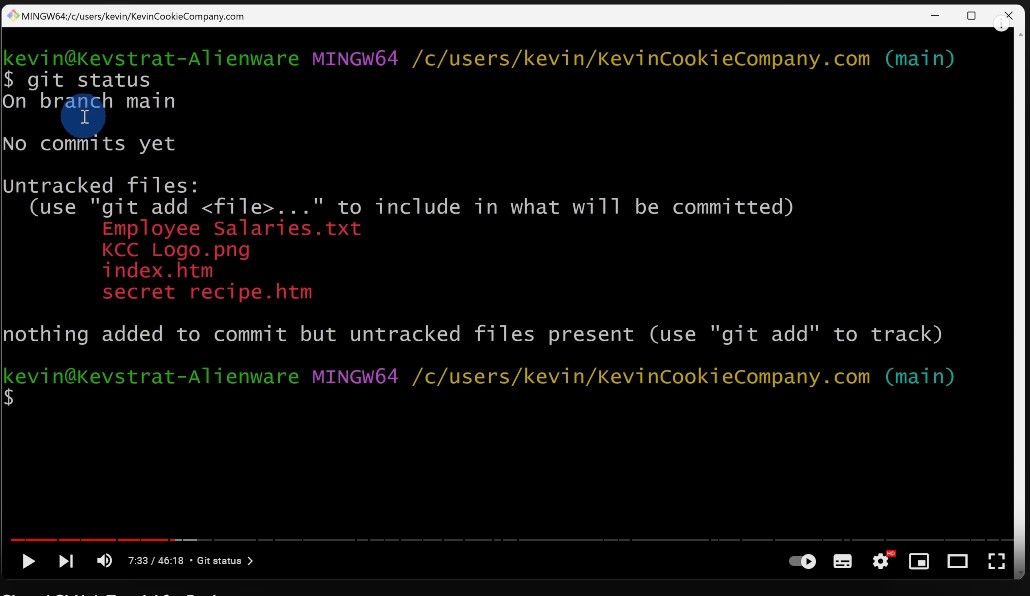 MINGW64:/c/users/kevin/KevinCookieCompany.com
kevin@Kevstrat-Alienware MINGW64 /c/users/kevin/KevinCookieCompany.com (main)
$ git status
On branch main
No commits yet
Untracked files:
(use "git add <file>..." to include in what will be committed)
Employee Salaries.txt
KCC Logo.png
index.htm
secret recipe.htm
nothing added to commit but untracked files present (use "git add" to track)
kevin@Kevstrat-Alienware MINGW64 /c/users/kevin/KevinCookieCompany.com (main)
$
7:33 / 46:18 • Git status >
HD